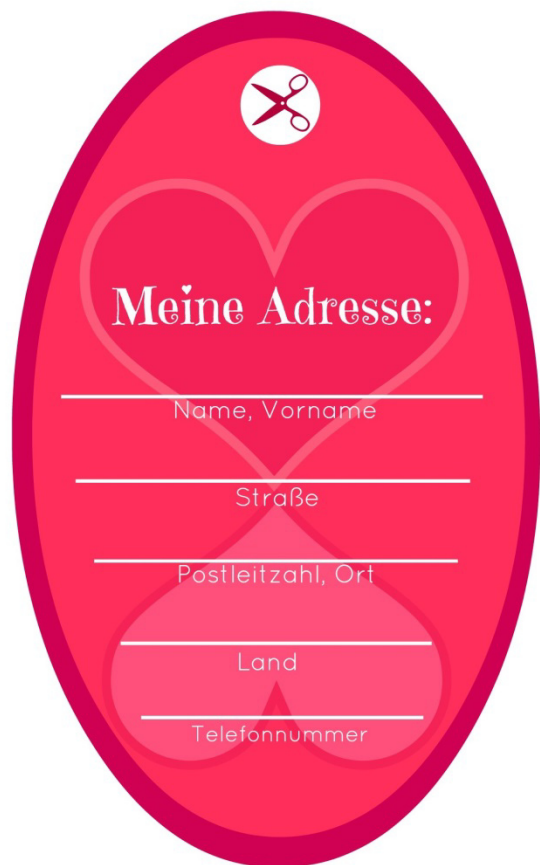 Meine Adresse:
Name, Vorname
Straße
Postleitzahl, Ort
Land
Telefonnummer